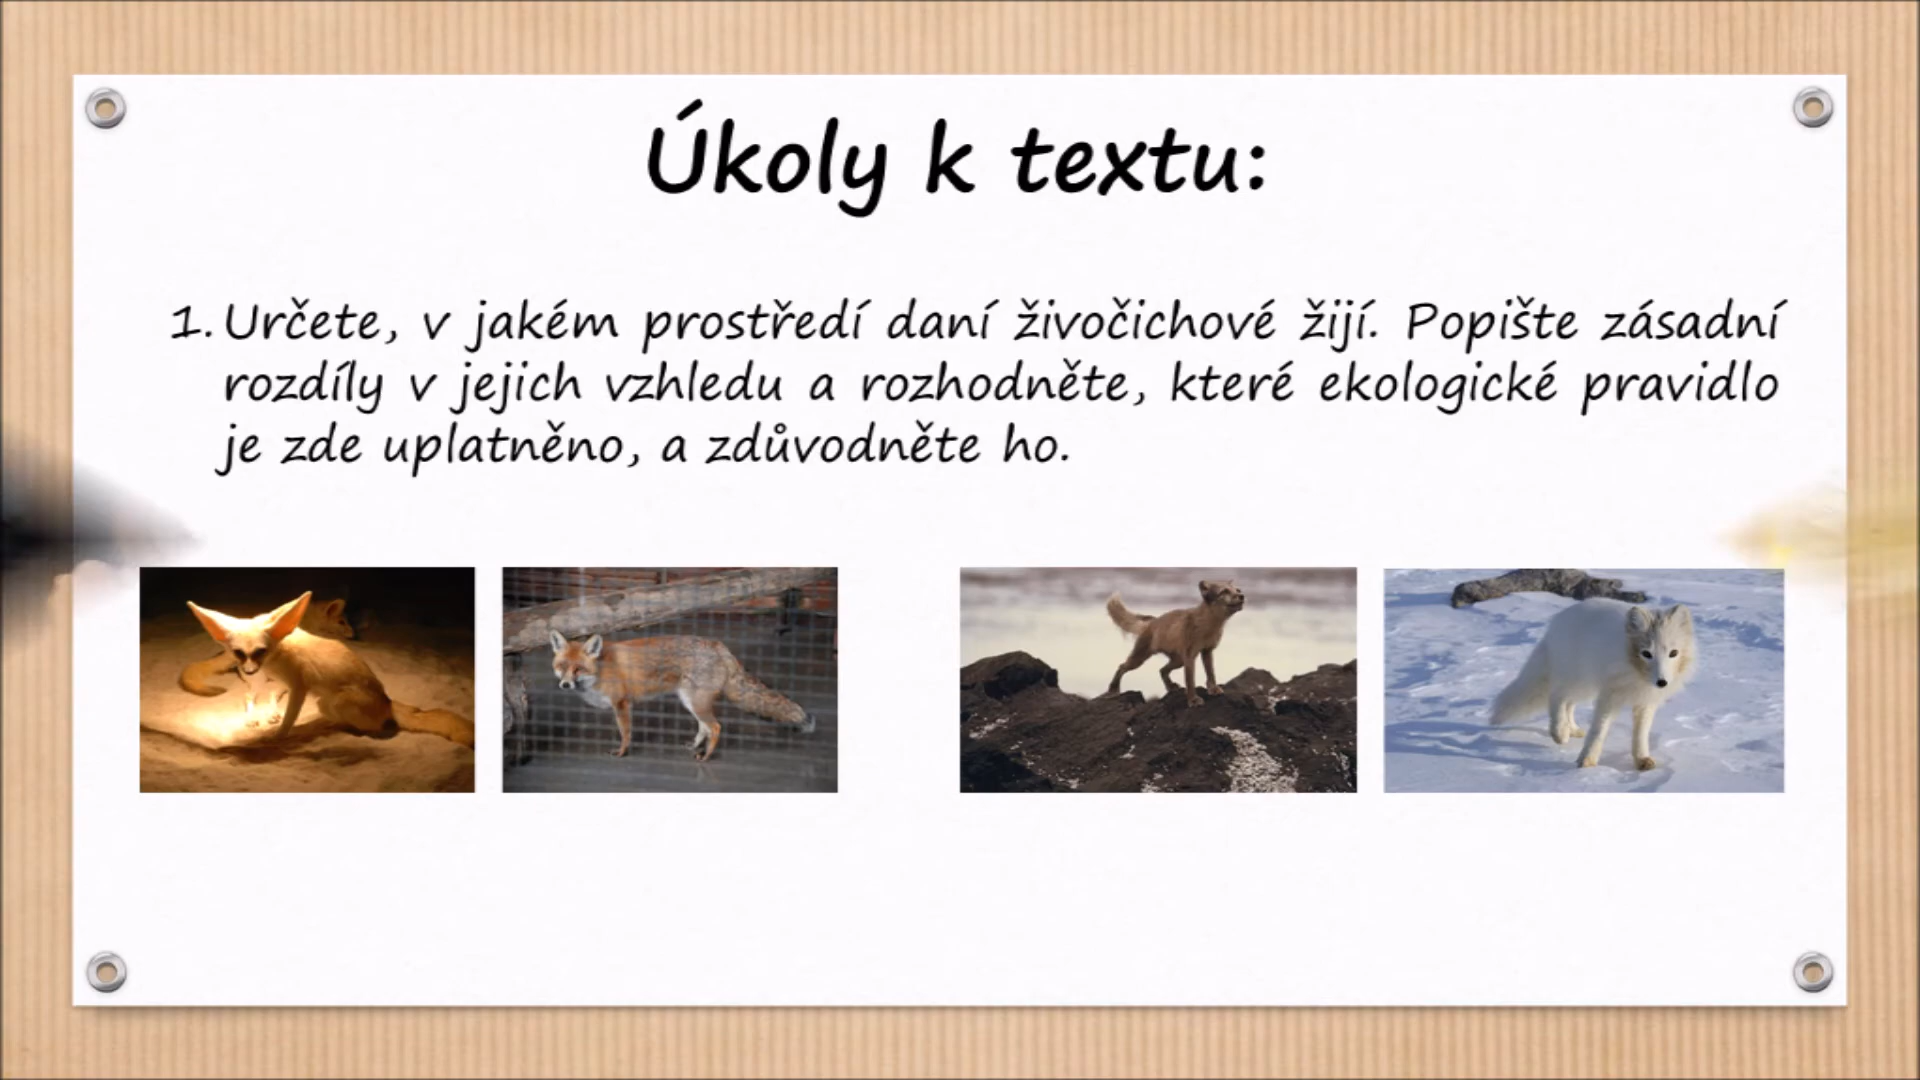 Úkoly k textu:
1. Určete, v jakém prostředí daní živočichové žijí. Popište zásadní
rozdíly v jejich vzhledu a rozhodněte, které ekologické pravidlo
je zde uplatněno, a zdůvodněte ho.